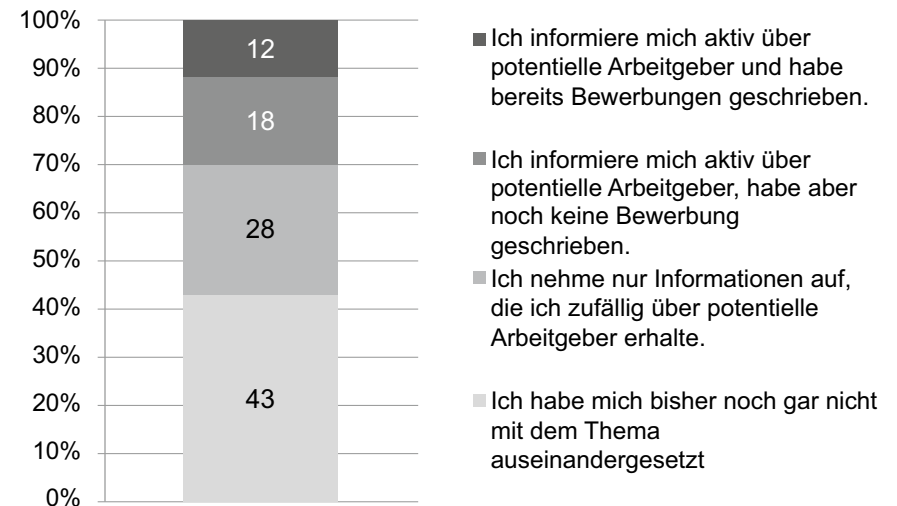 100%
90%
80%
70%
60%
50%
40%
30%
20%
10%
0%
12
18
28
43
Ich informiere mich aktiv über
potentielle Arbeitgeber und habe
bereits Bewerbungen geschrieben.
Ich informiere mich aktiv über
potentielle Arbeitgeber, habe aber
noch keine Bewerbung
geschrieben.
Ich nehme nur Informationen auf,
die ich zufällig über potentielle
Arbeitgeber erhalte.
Ich habe mich bisher noch gar nicht
mit dem Thema
auseinandergesetzt